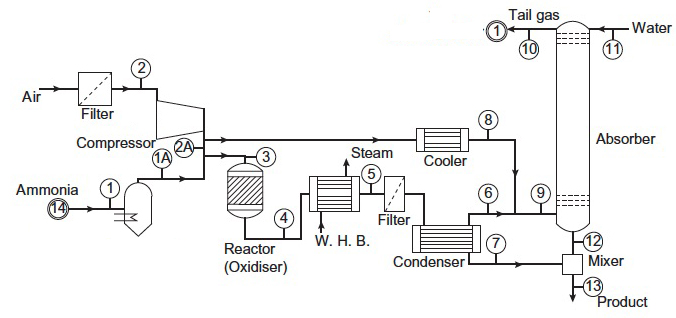 Tail gas
1
10
11
Water
Air
2
Filter
Compressor
1A
2A
3
8
Cooler
Absorber
Steam
5
Ammonia
14
1
4
Filter
6
9
W. H. B.
Reactor
(Oxidiser)
Condenser
7
12
Mixer
13
Product